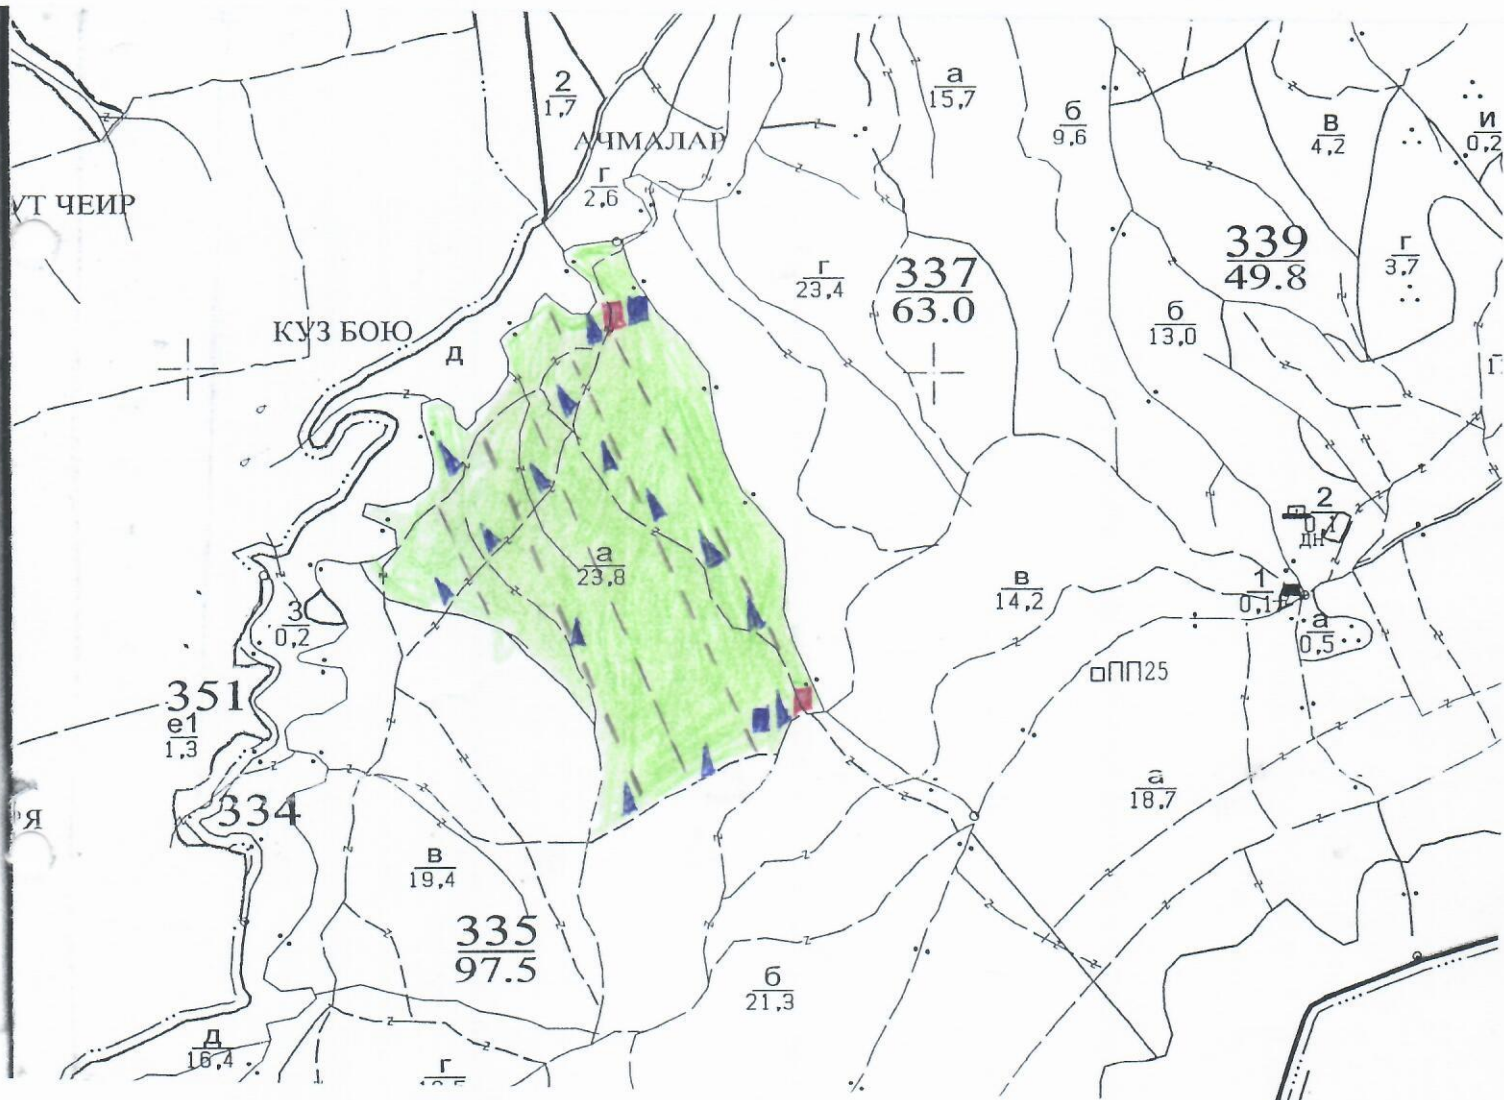 2
1,7
АЧМАЛАР
г
2,6
а
15,7
б
9,6
в
4,2
и
0,2
УТ ЧЕИР
339
49.8
г
3,7
337
63.0
г
23,4
КУЗ БОЮ
д
б
13,0
2
0,1
ДН
а
23,8
в
14,2
1
0,1
3
0,2
а
0,5
ПП25
351
е1
1,3
334
Я
а
18,7
в
19,4
335
97.5
б
21,3
д
16,4
г